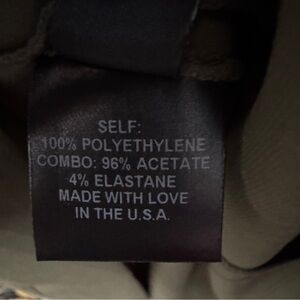 SELF:
100% POLYETHYLENE
COMBO: 96% ACETATE
4% ELASTANE
MADE WITH LOVE
IN THE U.S.A.